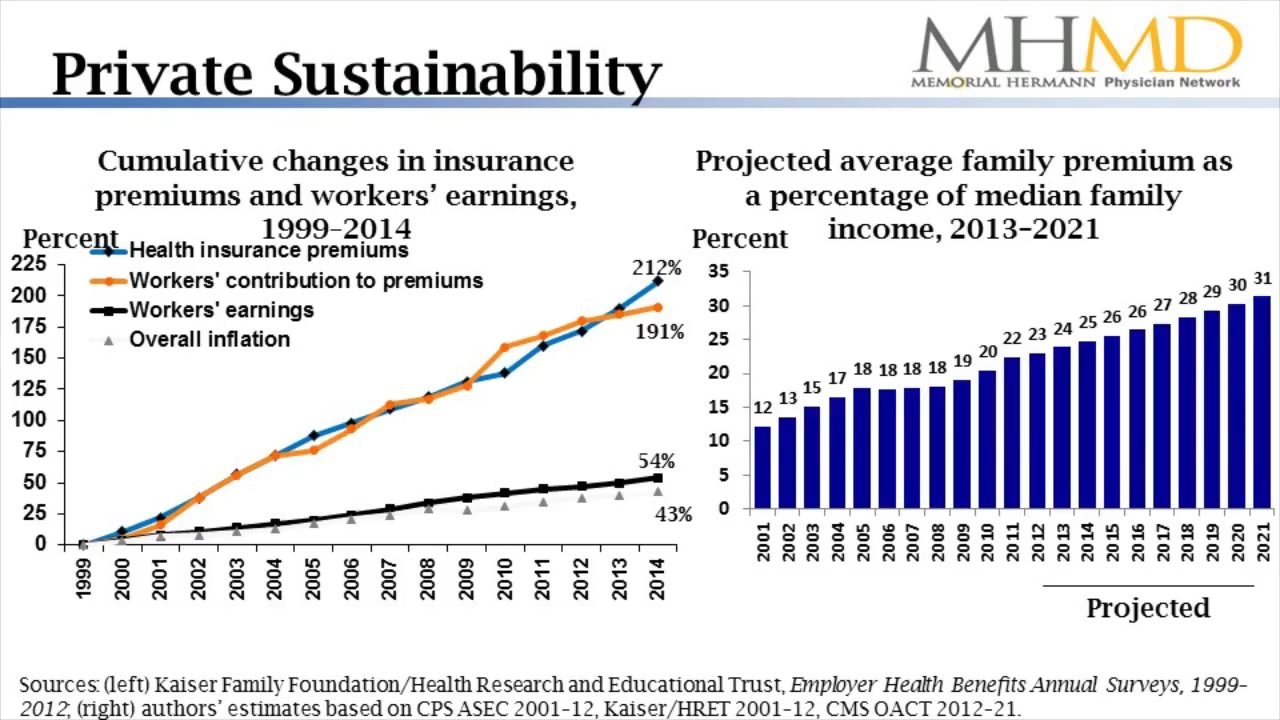 Private Sustainability
MHMD
MEMORIAL HERMANN Physician Network
Cumulative changes in insurance
premiums and workers’ earnings,
1999–2014
Percent
Health insurance premiums
Workers' contribution to premiums
Workers' earnings
Overall inflation
225
200
175
150
125
100
75
50
25
0
212%
191%
54%
43%
1999 2000 2001 2002 2003 2004 2005 2006 2007 2008 2009 2010 2011 2012 2013 2014
Projected average family premium as
a percentage of median family
income, 2013–2021
Percent
35
30
25
20
15
10
5
0
12 13 15 17 18 18 18 18 19 20 22 23 24 25 26 26 27 28 29 30 31
2001 2002 2003 2004 2005 2006 2007 2008 2009 2010 2011 2012 2013 2014 2015 2016 2017 2018 2019 2020 2021
Projected
Sources: (left) Kaiser Family Foundation/Health Research and Educational Trust, Employer Health Benefits Annual Surveys, 1999–
2012; (right) authors’ estimates based on CPS ASEC 2001–12, Kaiser/HRET 2001–12, CMS OACT 2012–21.